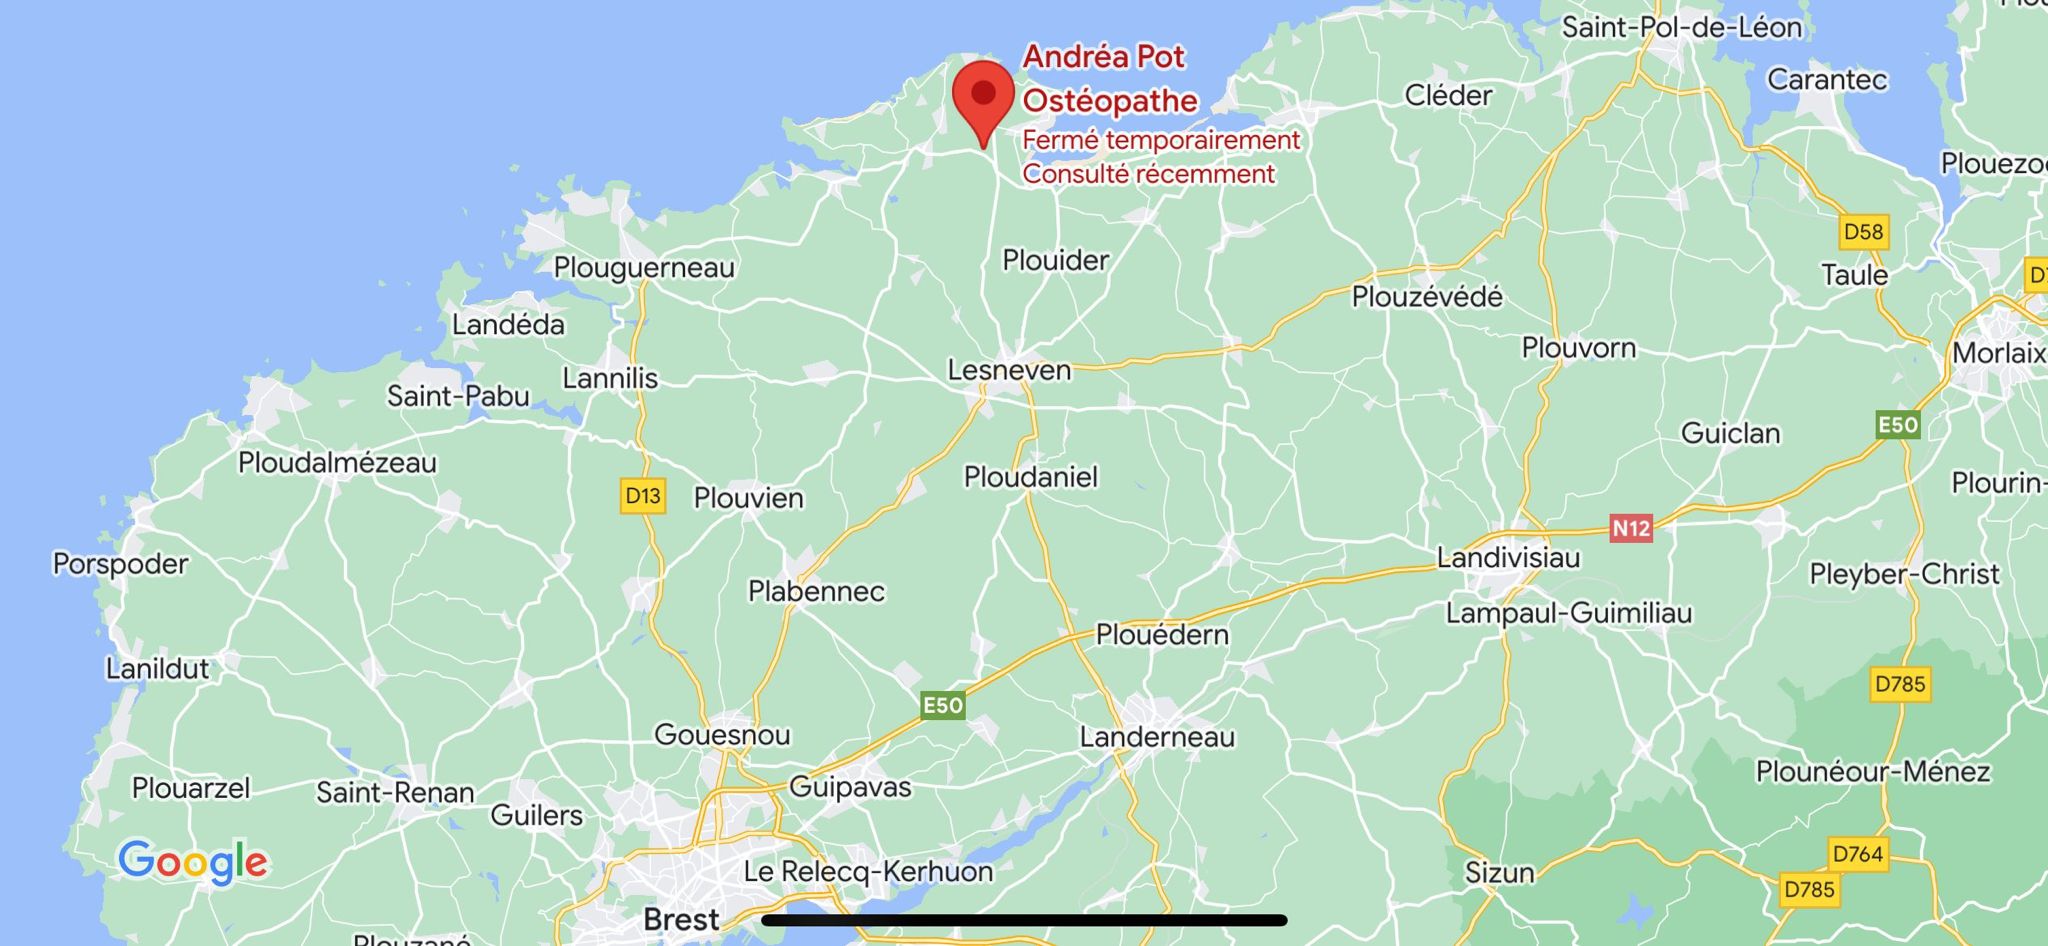 Saint-Pol-de-Léon
Andréa Pot
Ostéopathe
Fermé temporairement
Consulté récemment
Carantec
Cléder
Plouezo
D58
Taule
Plouguerneau
Plouider
Plouzévédé
Landéda
Plouvorn
Morlaix
Lesneven
Lannilis
Saint-Pabu
E50
Guiclan
Ploudalmézeau
Ploudaniel
Plourin-
D13
Plouvien
N12
Landivisiau
Porspoder
Pleyber-Christ
Plabennec
Lampaul-Guimiliau
Plouédern
Lanildut
D785
E50
Gouesnou
Landerneau
Plounéour-Ménez
Plouarzel
Saint-Renan
Guipavas
Guilers
D764
Google
Le Relecq-Kerhuon
Sizun
D785
Brest
Plouzané